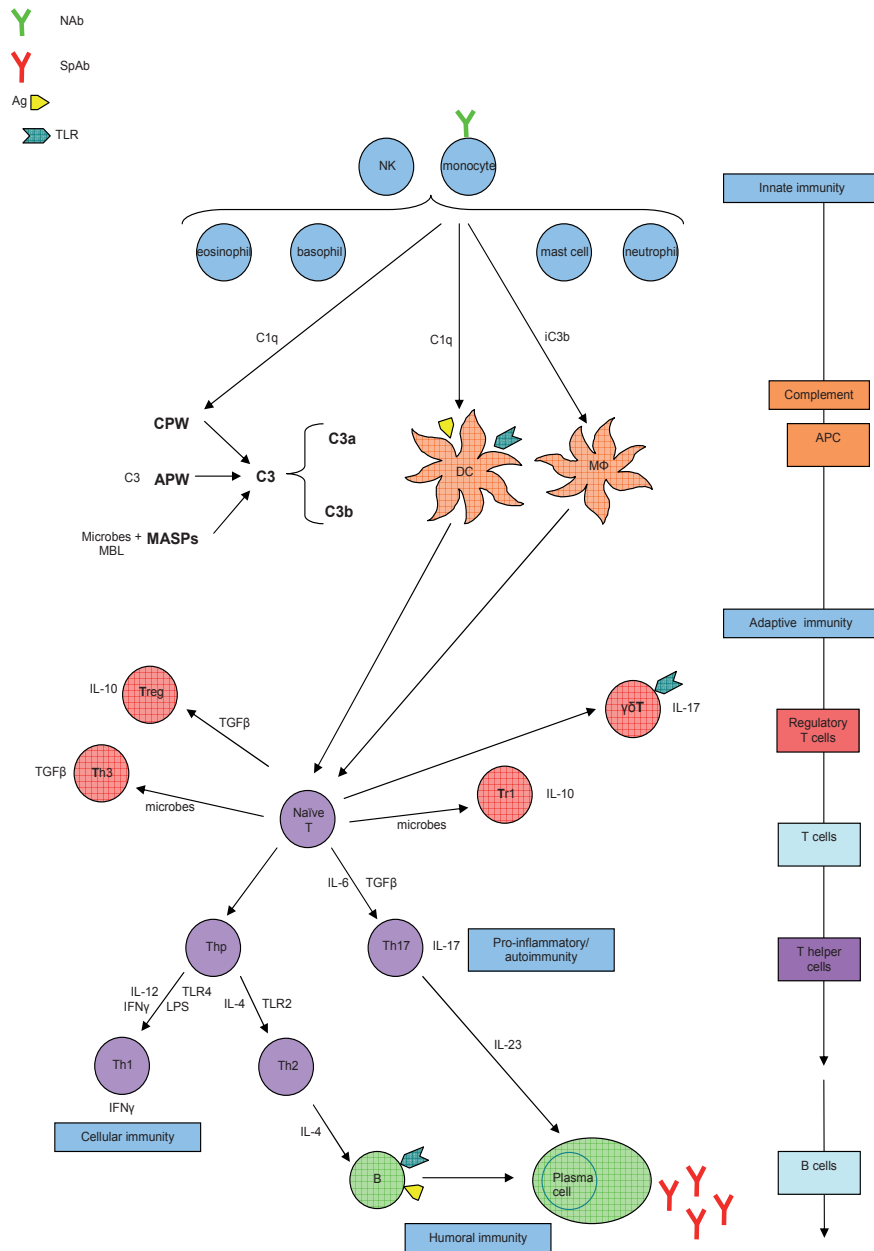 NAb
SpAb
Ag
TLR
NK
monocyte
Innate immunity
eosinophil
basophil
mast cell
neutrophil
C1q
C1q
iC3b
Complement
APC
CPW
C3a
DC
MΦ
C3
APW
C3
C3b
Microbes +
MBL
MASPs
Adaptive immunity
IL-10
Treg
TGFβ
γδT
IL-17
Regulatory
T cells
TGFβ
Th3
microbes
Naïve
T
microbes
Tr1
IL-10
T cells
IL-6
TGFβ
Thp
Th17
IL-17
Pro-inflammatory/
autoimmunity
T helper
cells
IL-12
IFNγ
TLR4
LPS
IL-4
TLR2
IL-23
Th1
Th2
IFNγ
Cellular immunity
IL-4
B
Plasma
cell
B cells
Humoral immunity